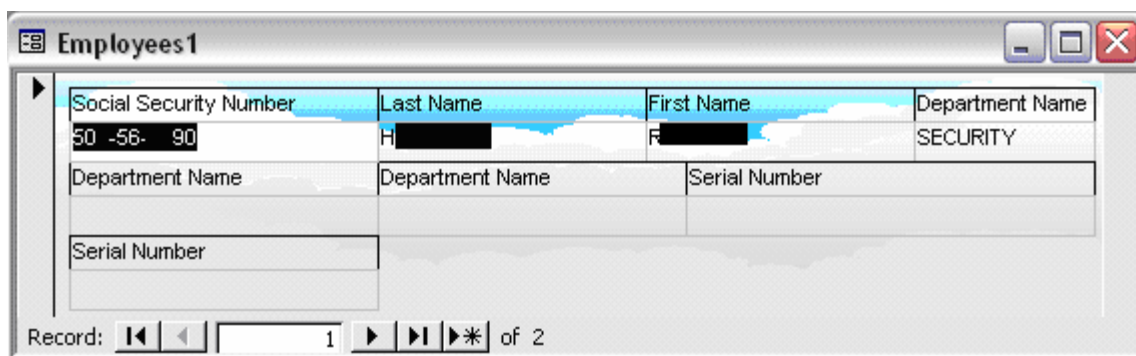 Employees1
Social Security Number Last Name First Name Department Name
50 -56- 90 H R SECURITY
Department Name Department Name Serial Number
Serial Number
Record: 1 of 2